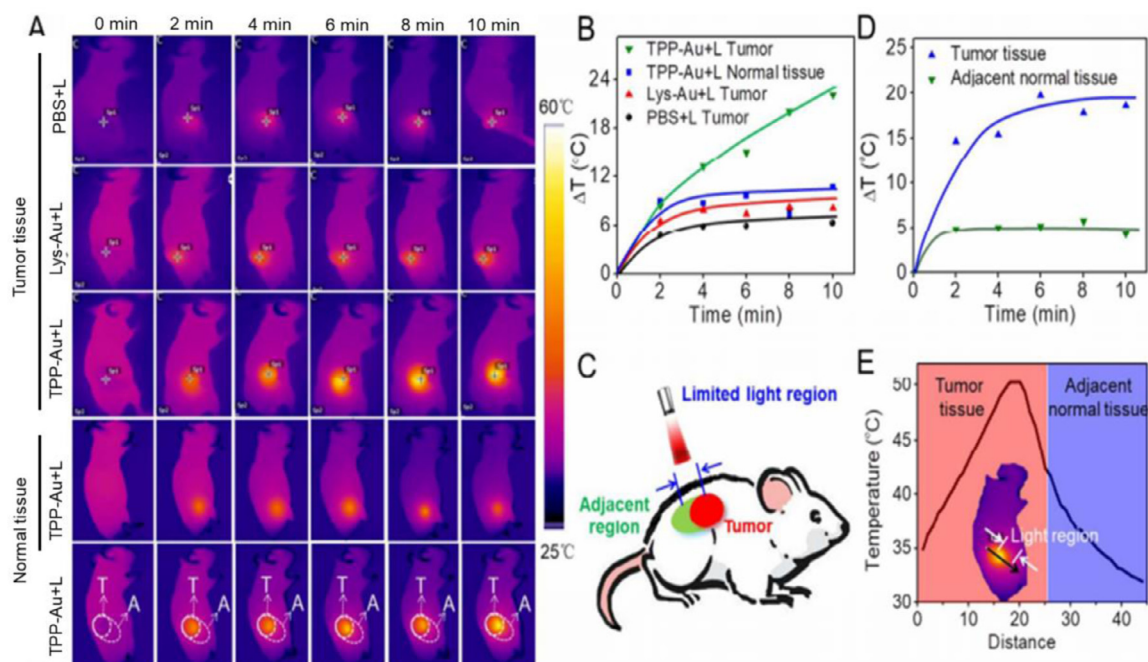 A
0 min 2 min 4 min 6 min 8 min 10 min
Tumor tissue
PBS+L
Lys-Au+L
TPP-Au+L
Normal tissue
TPP-Au+L
TPP-Au+L
T A T A T A T A T A T A
60℃
25℃
B
TPP-Au+L Tumor
TPP-Au+L Normal tissue
Lys-Au+L Tumor
PBS+L Tumor
ΔT (°C)
24
18
12
6
0
0 2 4 6 8 10
Time (min)
C
Limited light region
Adjacent region
Tumor
D
Tumor tissue
Adjacent normal tissue
ΔT (°C)
25
20
15
10
5
0
0 2 4 6 8 10
Time (min)
E
Tumor tissue
Adjacent normal tissue
Light region
Temperature (°C)
50
45
40
35
30
0 10 20 30 40
Distance